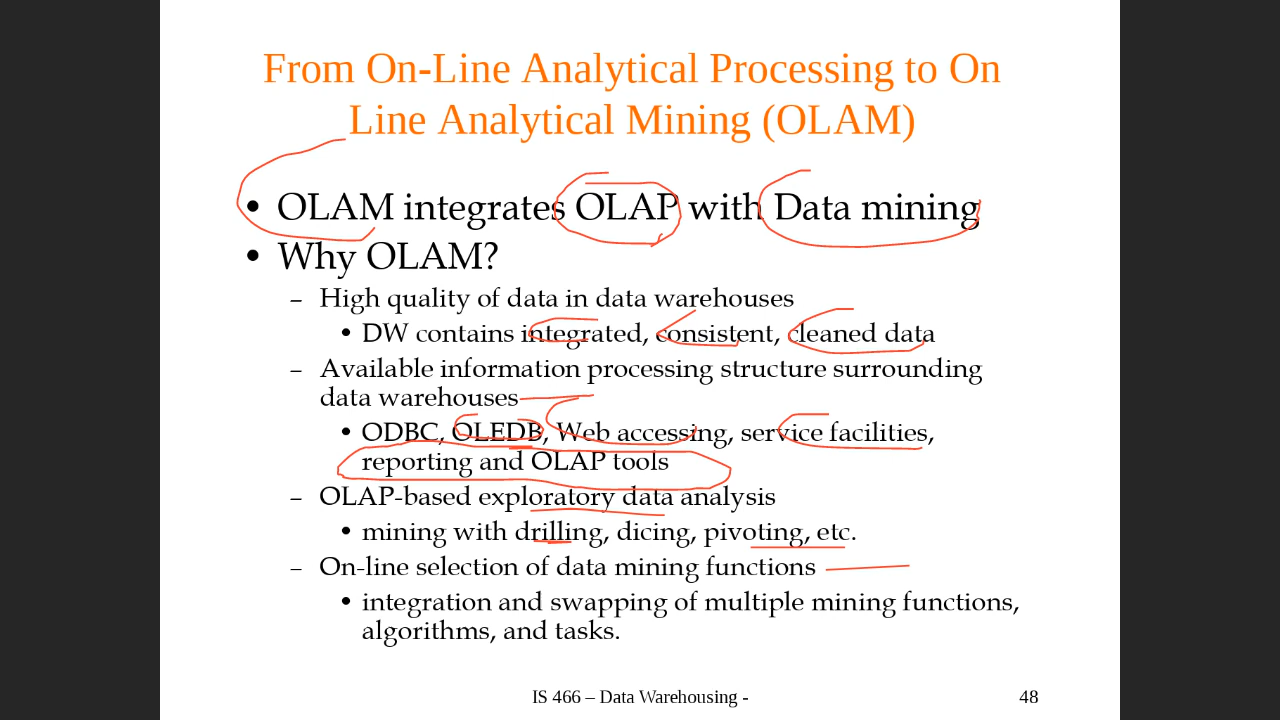 From On-Line Analytical Processing to On
Line Analytical Mining (OLAM)
• OLAM integrates OLAP with Data mining
• Why OLAM?
– High quality of data in data warehouses
• DW contains integrated, consistent, cleaned data
– Available information processing structure surrounding
data warehouses
• ODBC, OLEDB, Web accessing, service facilities,
reporting and OLAP tools
– OLAP-based exploratory data analysis
• mining with drilling, dicing, pivoting, etc.
– On-line selection of data mining functions
• integration and swapping of multiple mining functions,
algorithms, and tasks.
IS 466 – Data Warehousing -
48